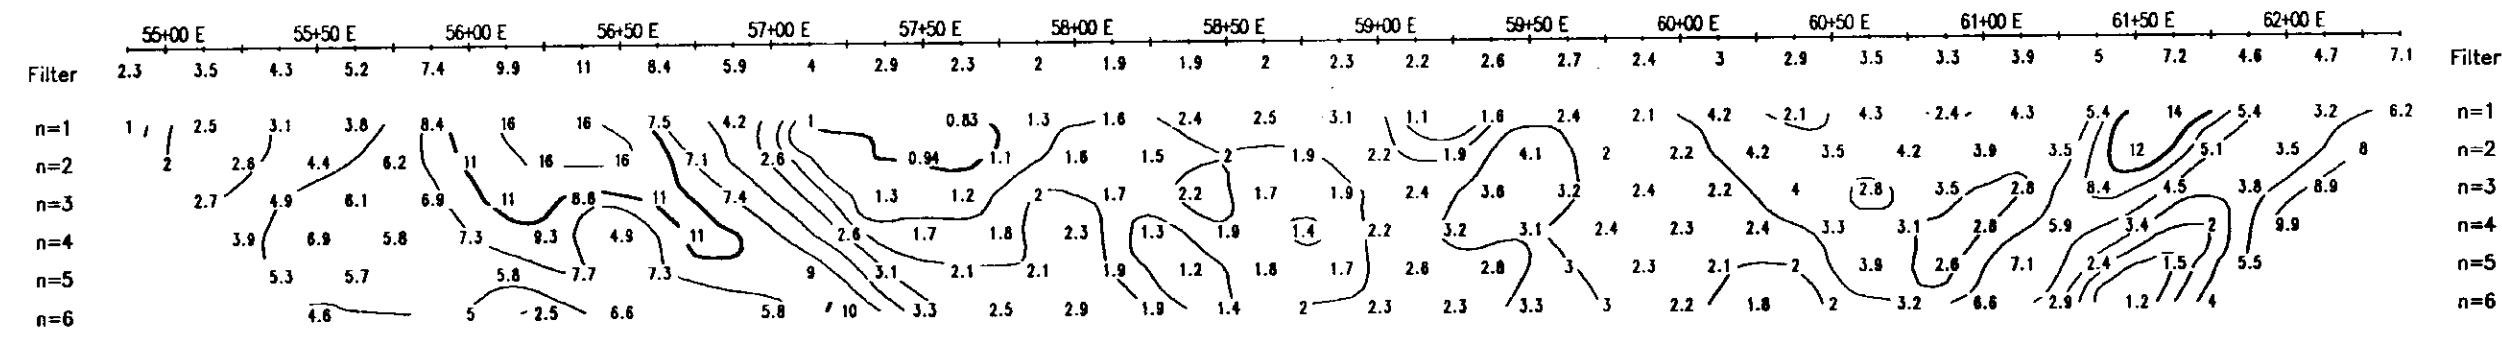 55+00 E 55+50 E 56+00 E 56+50 E 57+00 E 57+50 E 58+00 E 58+50 E 59+00 E 59+50 E 60+00 E 60+50 E 61+00 E 61+50 E 62+00 E
Filter 2.3 3.5 4.3 5.2 7.4 9.9 11 8.4 5.9 4 2.9 2.3 2 1.9 1.9 2 2.3 2.2 2.6 2.7 2.4 3 2.9 3.5 3.3 3.9 5 7.2 4.6 4.7 7.1 Filter
n=1 1 2.5 3.1 3.8 8.4 16 16 7.5 4.2 1 0.83 1.3 1.6 2.4 2.5 3.1 1.1 1.6 2.4 2.1 4.2 2.1 4.3 2.4 4.3 5.4 14 5.4 3.2 6.2 n=1
n=2 2 2.8 4.4 6.2 11 16 16 7.1 2.6 0.94 1.1 1.6 1.5 2 1.9 2.2 1.9 4.1 2 2.2 4.2 3.5 4.2 3.9 3.5 12 5.1 3.5 8 n=2
n=3 2.7 4.9 6.1 6.9 11 8.8 11 7.4 1.3 1.2 2 1.7 2.2 1.7 1.9 2.4 3.6 3.2 2.4 2.2 4 2.8 3.5 2.8 8.4 4.5 3.8 8.9 n=3
n=4 3.9 6.9 5.8 7.3 9.3 4.9 11 2.6 1.7 1.8 2.3 1.3 1.9 1.4 2.2 3.2 3.1 2.4 2.3 2.4 3.3 3.1 2.8 5.9 3.4 2 9.9 n=4
n=5 5.3 5.7 5.8 7.7 7.3 9 3.1 2.1 2.1 1.9 1.2 1.8 1.7 2.6 2.8 3 2.3 2.1 2 3.9 2.6 7.1 2.4 1.5 5.5 n=5
n=6 4.6 5 2.5 6.6 5.8 10 3.3 2.5 2.9 1.9 1.4 2 2.3 2.3 3.3 3 2.2 1.8 2 3.2 6.6 2.9 1.2 4 n=6